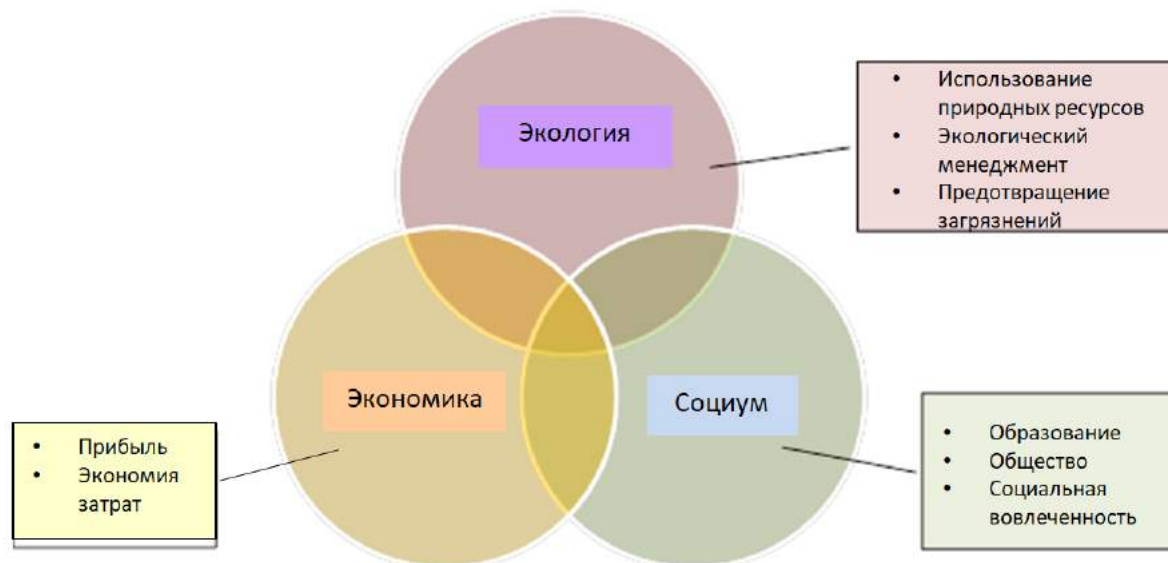 Экология
• Использование
природных ресурсов
• Экологический
менеджмент
• Предотвращение
загрязнений
Экономика
Социум
• Прибыль
• Экономия
затрат
• Образование
• Общество
• Социальная
вовлеченность